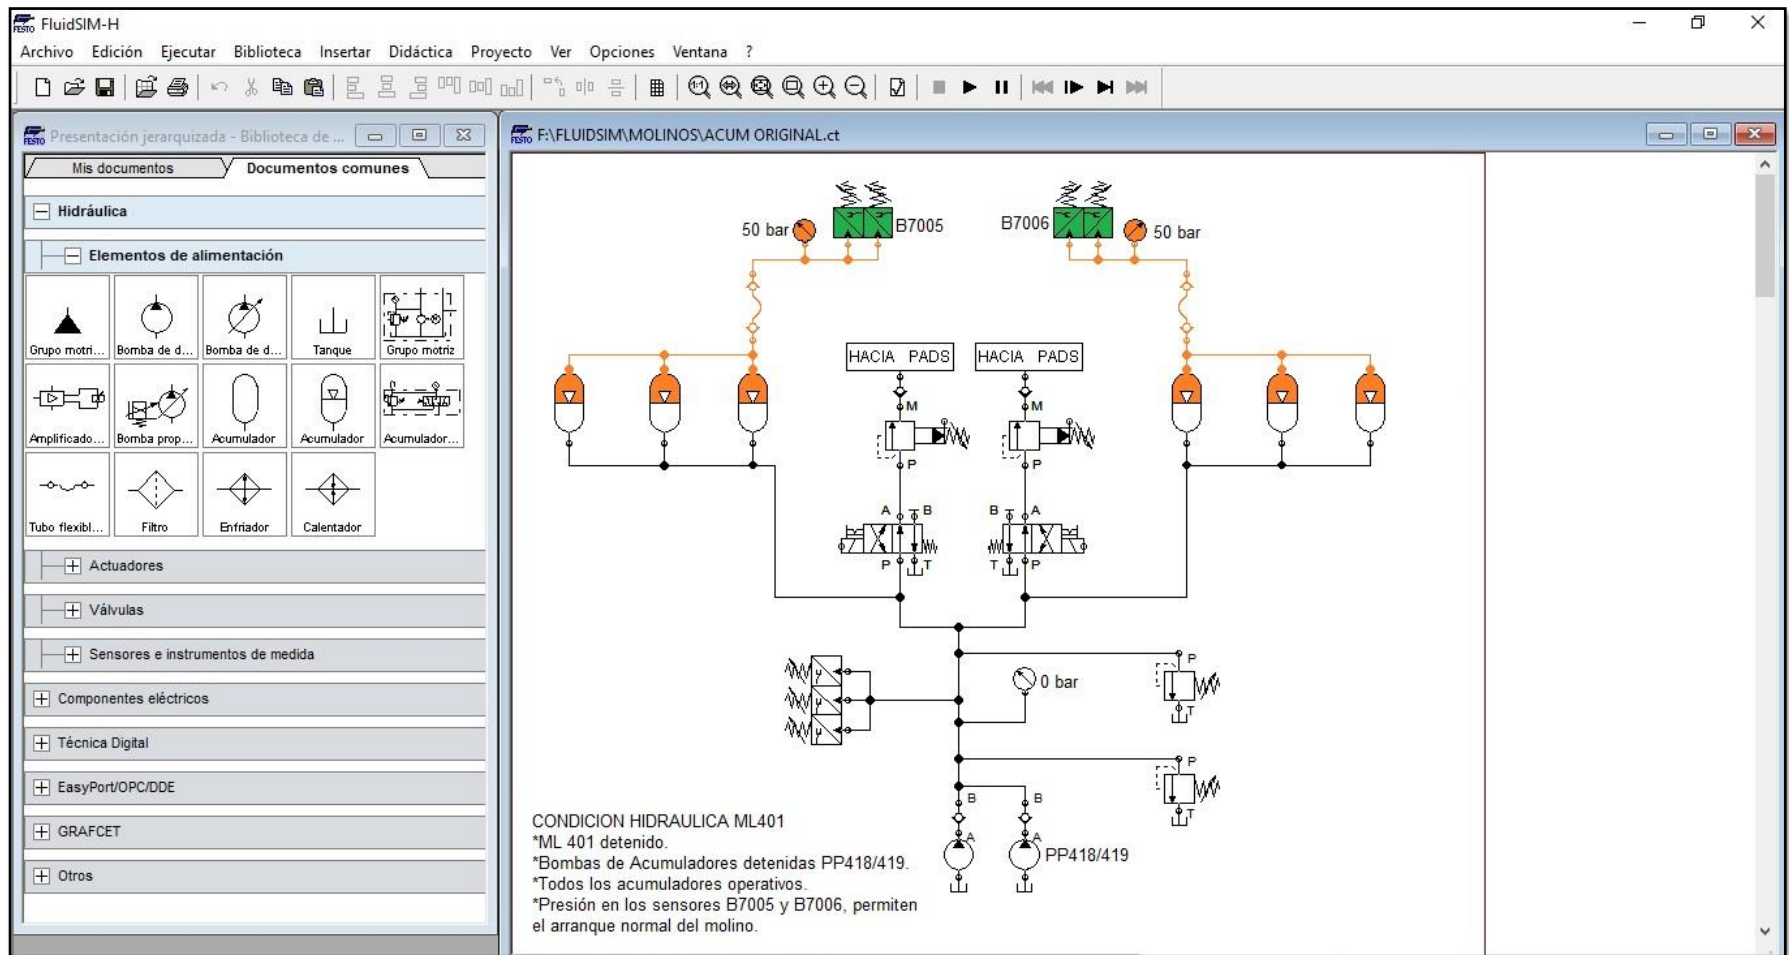 FluidSIM-H
Archivo Edición Ejecutar Biblioteca Insertar Didáctica Proyecto Ver Opciones Ventana ?
Presentación jerarquizada - Biblioteca de ...
Mis documentos Documentos comunes
Hidráulica
Elementos de alimentación
Grupo motri... Bomba de d... Bomba de d... Tanque Grupo motriz
Amplificado... Bomba prop... Acumulador Acumulador Acumulador...
Tubo flexibl... Filtro Enfriador Calentador
Actuadores
Válvulas
Sensores e instrumentos de medida
Componentes eléctricos
Técnica Digital
EasyPort/OPC/DDE
GRAFCET
Otros
F:\FLUIDSIM\MOLINOS\ACUM ORIGINAL.ct
50 bar B7005 B7006 50 bar
HACIA PADS HACIA PADS
M M
P P
A B B A
P T T P
P
0 bar
T
P
T
B B
A A
PP418/419
CONDICION HIDRAULICA ML401
*ML 401 detenido.
*Bombas de Acumuladores detenidas PP418/419.
*Todos los acumuladores operativos.
*Presión en los sensores B7005 y B7006, permiten
el arranque normal del molino.